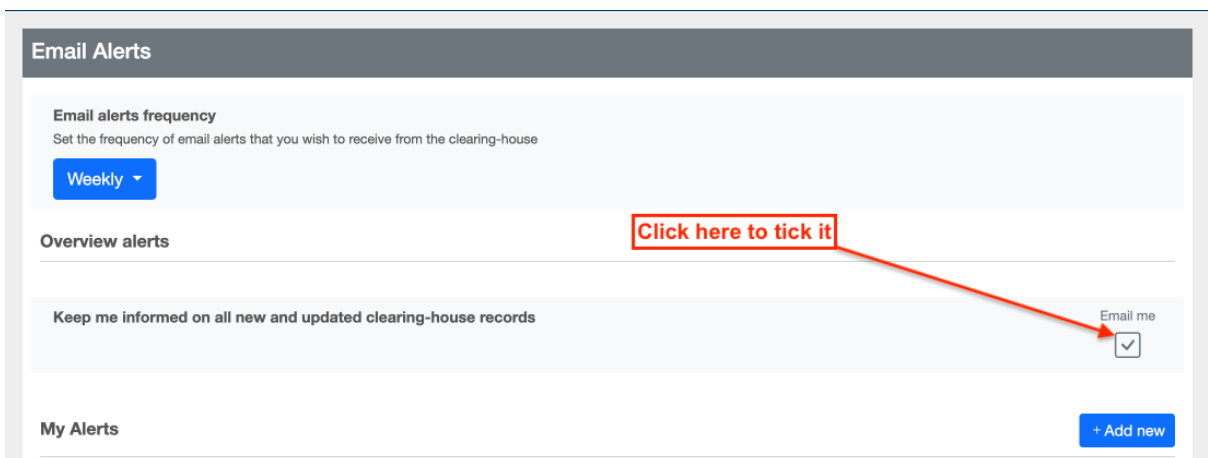 Email Alerts
Email alerts frequency
Set the frequency of email alerts that you wish to receive from the clearing-house
Weekly
Click here to tick it
Overview alerts
Keep me informed on all new and updated clearing-house records
Email me
My Alerts
+ Add new